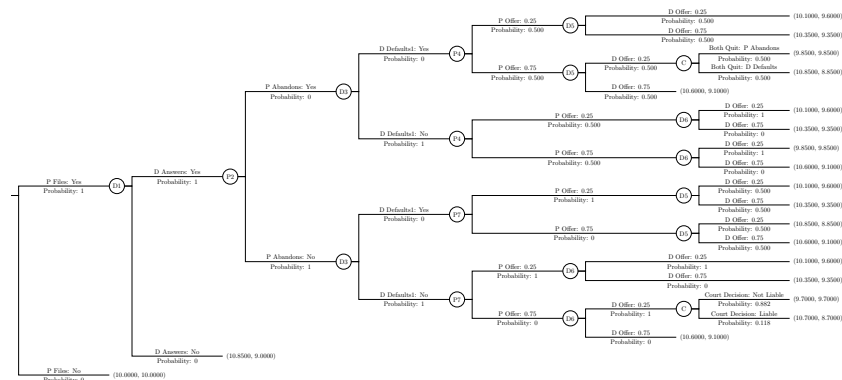 D Offer: 0.25
Probability: 0.500
(10.1000, 9.6000)
P Offer: 0.25
Probability: 0.500
D5
D Offer: 0.75
Probability: 0.500
(10.3500, 9.3500)
D Defaults1: Yes
Probability: 0
P4
Both Quit: P Abandons
Probability: 0.500
(9.8500, 9.8500)
P Offer: 0.75
Probability: 0.500
D5
D Offer: 0.25
Probability: 0.500
C
Both Quit: D Defaults
Probability: 0.500
(10.8500, 8.8500)
D Offer: 0.75
Probability: 0.500
(10.6000, 9.1000)
P Abandons: Yes
Probability: 0
D3
D Offer: 0.25
Probability: 1
(10.1000, 9.6000)
P Offer: 0.25
Probability: 0.500
D6
D Offer: 0.75
Probability: 0
(10.3500, 9.3500)
D Defaults1: No
Probability: 1
P4
D Offer: 0.25
Probability: 1
(9.8500, 9.8500)
P Offer: 0.75
Probability: 0.500
D6
D Offer: 0.75
Probability: 0
(10.6000, 9.1000)
P Files: Yes
Probability: 1
D1
D Answers: Yes
Probability: 1
P2
D Offer: 0.25
Probability: 0.500
(10.1000, 9.6000)
P Offer: 0.25
Probability: 1
D5
D Offer: 0.75
Probability: 0.500
(10.3500, 9.3500)
D Defaults1: Yes
Probability: 0
P7
D Offer: 0.25
Probability: 0.500
(10.8500, 8.8500)
P Offer: 0.75
Probability: 0
D5
D Offer: 0.75
Probability: 0.500
(10.6000, 9.1000)
P Abandons: No
Probability: 1
D3
D Offer: 0.25
Probability: 1
(10.1000, 9.6000)
P Offer: 0.25
Probability: 1
D6
D Offer: 0.75
Probability: 0
(10.3500, 9.3500)
D Defaults1: No
Probability: 1
P7
Court Decision: Not Liable
Probability: 0.882
(9.7000, 9.7000)
P Offer: 0.75
Probability: 0
D6
D Offer: 0.25
Probability: 1
C
Court Decision: Liable
Probability: 0.118
(10.7000, 8.7000)
D Offer: 0.75
Probability: 0
(10.6000, 9.1000)
D Answers: No
Probability: 0
(10.8500, 9.0000)
P Files: No
Probability: 0
(10.0000, 10.0000)